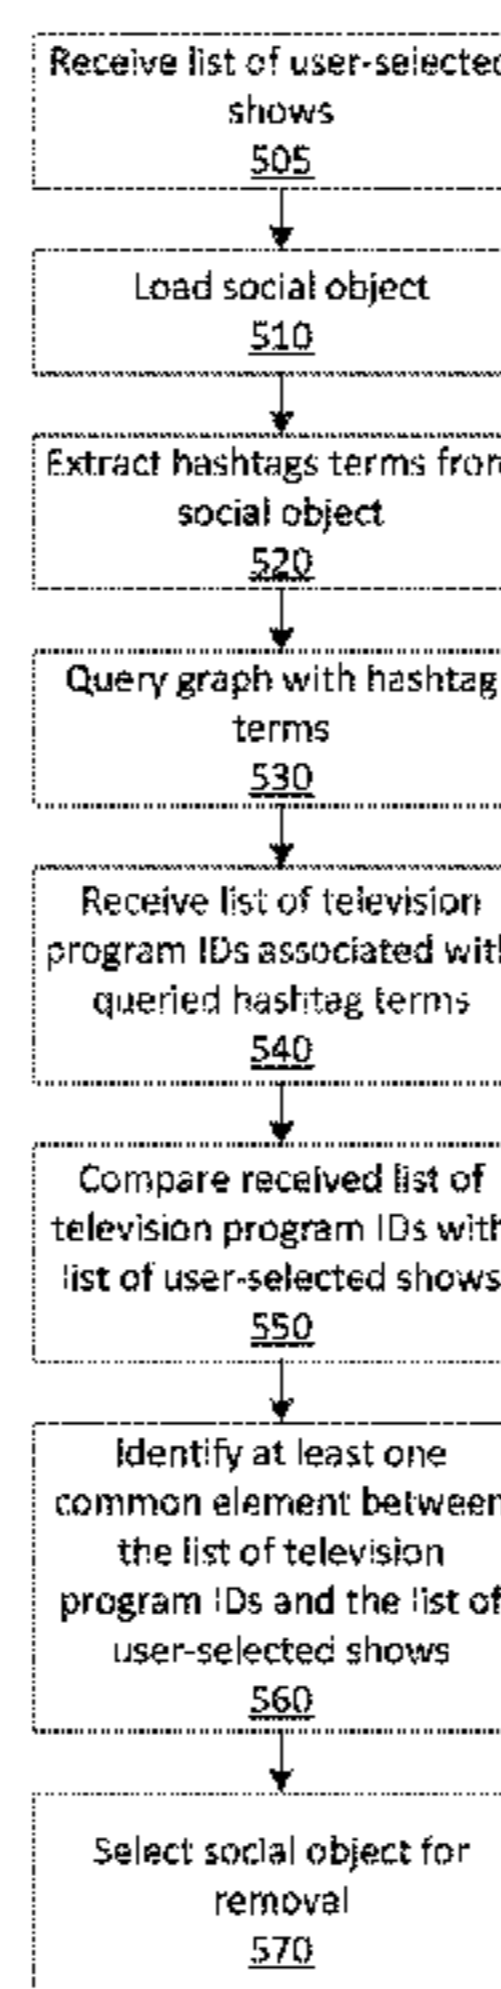 Receive list of user-selected
shows
505
Load social object
510
Extract hashtags terms from
social object
520
Query graph with hashtag
terms
530
Receive list of television
program IDs associated with
queried hashtag terms
540
Compare received list of
television program IDs with
list of user-selected shows
550
Identify at least one
common element between
the list of television
program IDs and the list of
user-selected shows
560
Select social object for
removal
570